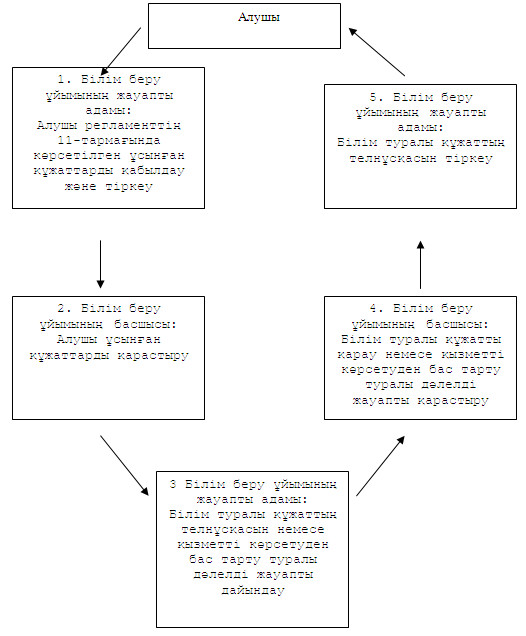 Алушы
1. Білім беру
ұйымының жауапты
адамы:
Алушы регламенттің
11-тармағында
көрсетілген ұсынған
құжаттарды қабылдау
және тіркеу
2. Білім беру
ұйымының басшысы:
Алушы ұсынған
құжаттарды қарастыру
3 Білім беру ұйымының
жауапты адамы:
Білім туралы құжаттың
телнұсқасын немесе
қызметті көрсетуден
бас тарту туралы
дәлелді жауапты
дайындау
4. Білім беру
ұйымының басшысы:
Білім туралы құжатты
қарау немесе қызметті
көрсетуден бас тарту
туралы дәлелді
жауапты қарастыру
5. Білім беру
ұйымының жауапты
адамы:
Білім туралы құжаттың
телнұсқасын тіркеу